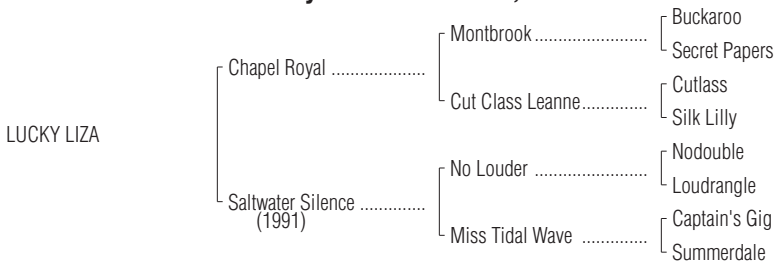 LUCKY LIZA
Chapel Royal ....................
Saltwater Silence ..............
(1991)
Montbrook........................
Cut Class Leanne..............
No Louder ........................
Miss Tidal Wave ..............
Buckaroo
Secret Papers
Cutlass
Silk Lilly
Nodouble
Loudrangle
Captain's Gig
Summerdale